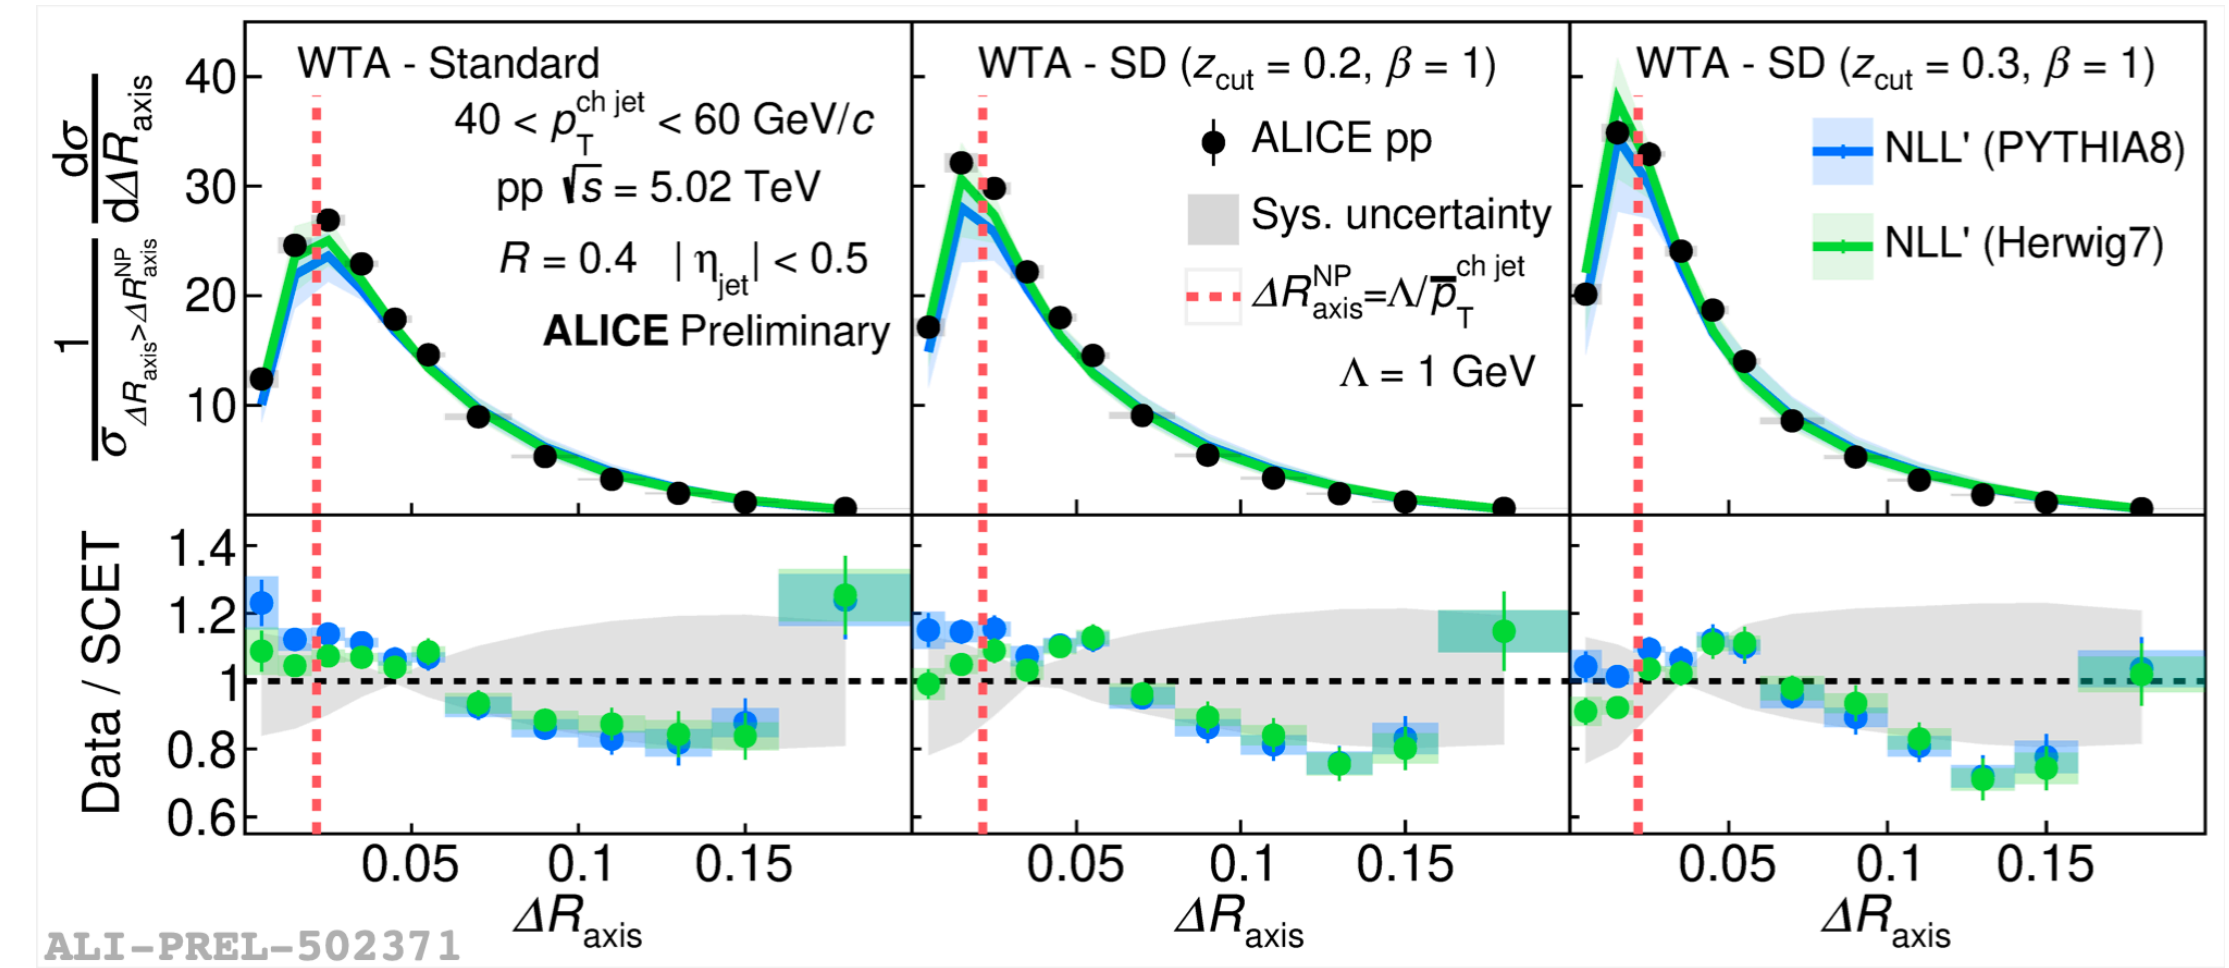 WTA - Standard
40 < p_T^{ch jet} < 60 GeV/c
pp √s = 5.02 TeV
R = 0.4 |η_jet| < 0.5
ALICE Preliminary
WTA - SD (z_cut = 0.2, β = 1)
ALICE pp
Sys. uncertainty
ΔR_axis^{NP}=Λ/p̅_T^{ch jet}
Λ = 1 GeV
WTA - SD (z_cut = 0.3, β = 1)
NLL' (PYTHIA8)
NLL' (Herwig7)
1/σ_{ΔR_axis>ΔR_axis^{NP}} dσ/dΔR_axis
40
30
20
10
Data / SCET
1.4
1.2
1
0.8
0.6
0.05 0.1 0.15 0.05 0.1 0.15 0.05 0.1 0.15
ΔR_axis ΔR_axis ΔR_axis
ALI-PREL-502371